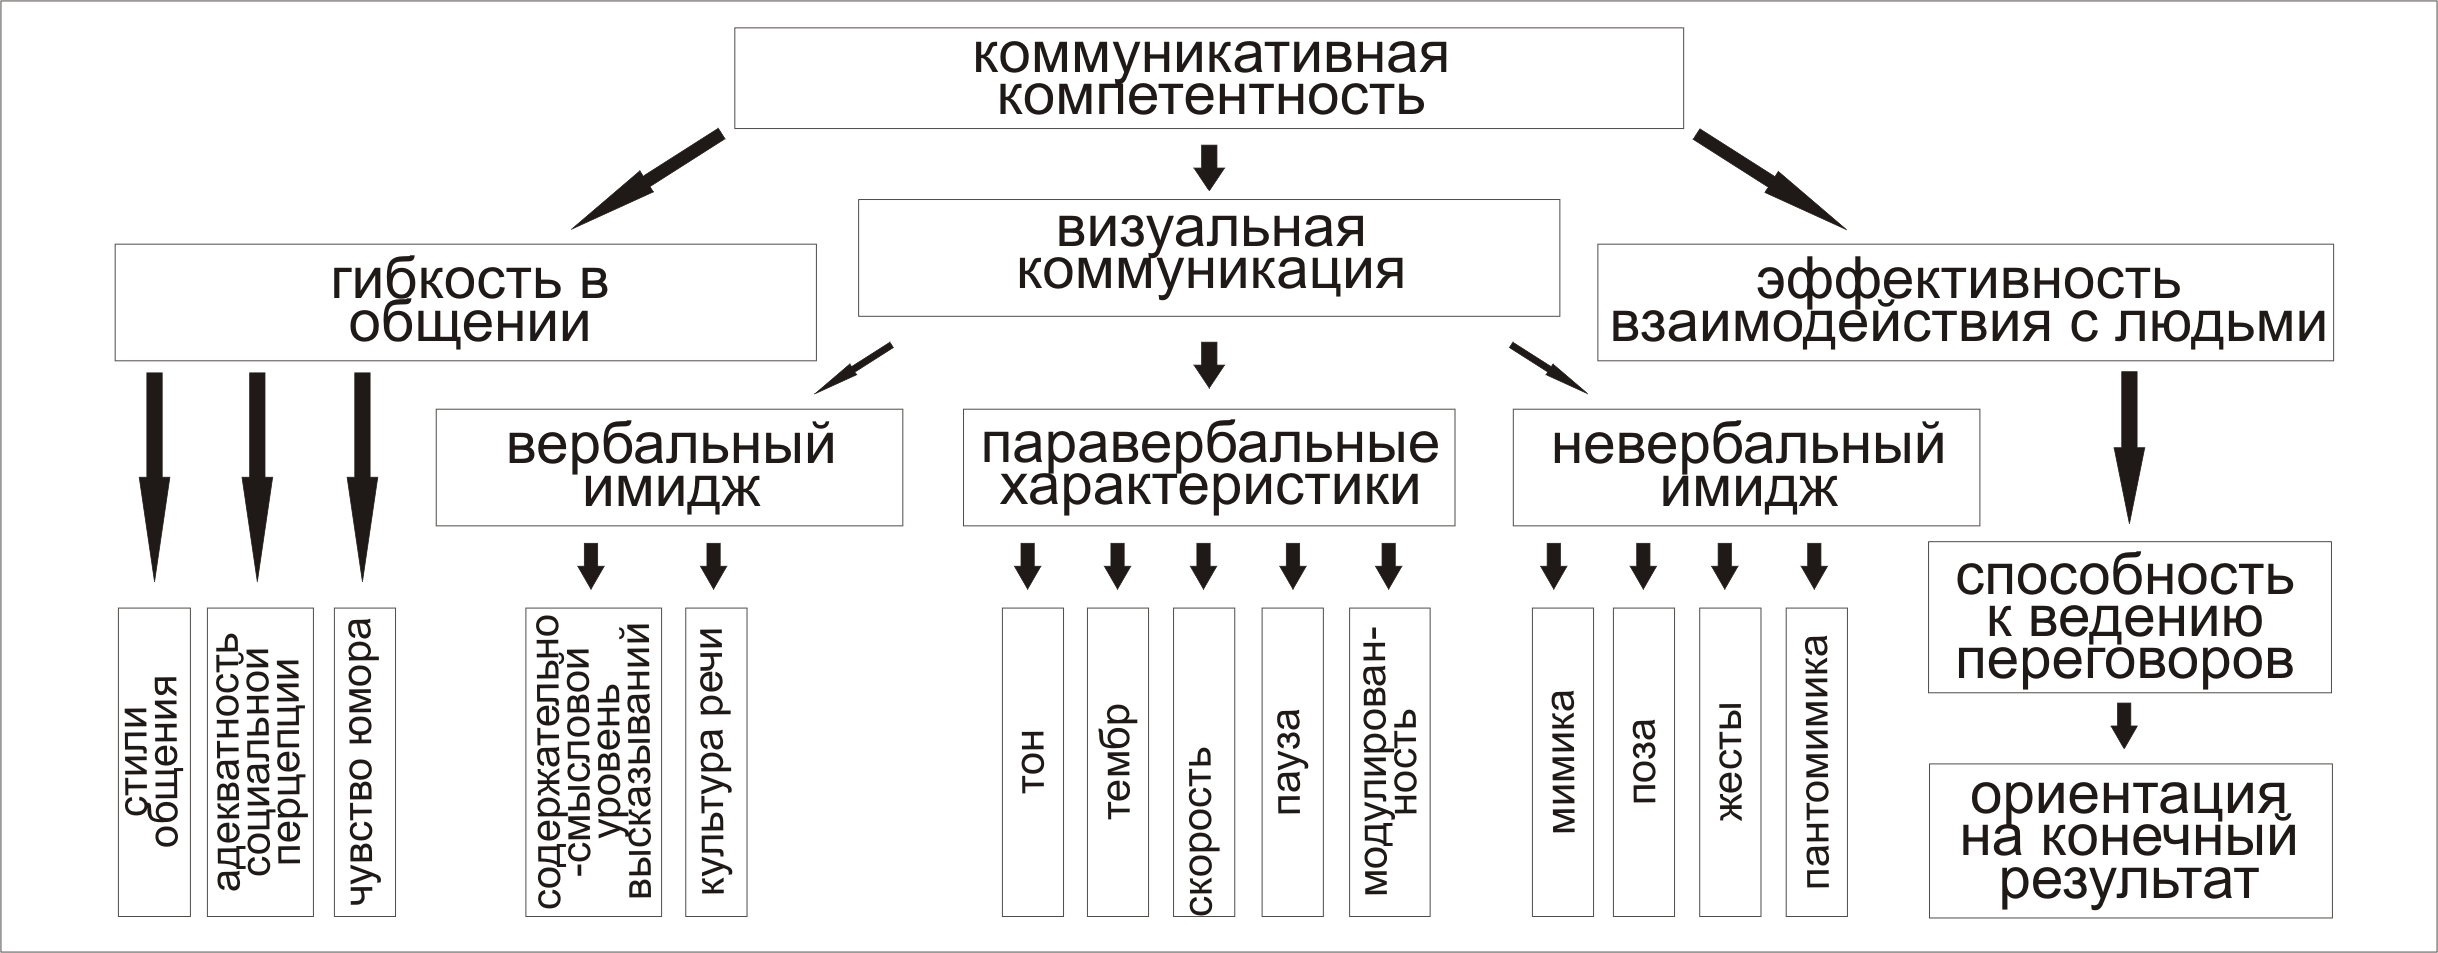 коммуникативная
компетентность
визуальная
коммуникация
гибкость в
общении
эффективность
взаимодействия с людьми
вербальный
имидж
паравербальные
характеристики
невербальный
имидж
способность
к ведению
переговоров
ориентация
на конечный
результат
стили
общения
адекватность
социальной
перцепции
чувство юмора
содержательно
-смысловой
уровень
высказываний
культура речи
тон
тембр
скорость
пауза
модулирован-
ность
мимика
поза
жесты
пантомимика